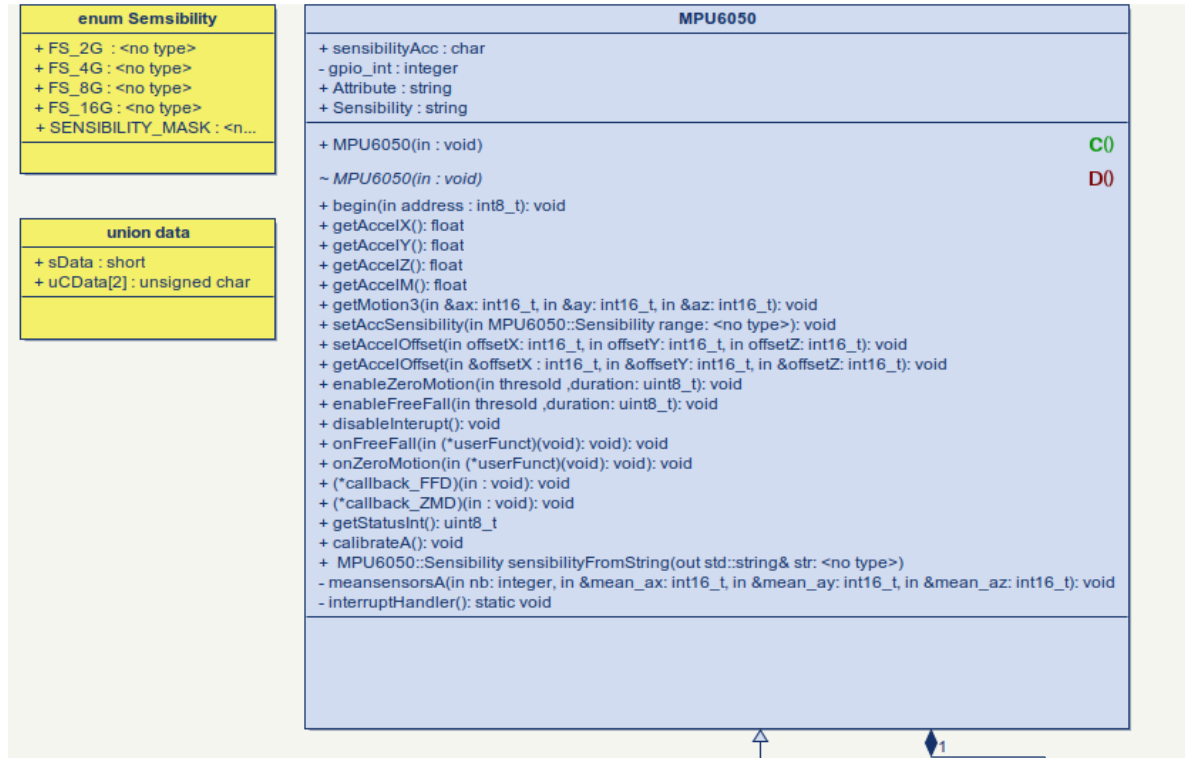 enum Semsibility
+ FS_2G : <no type>
+ FS_4G : <no type>
+ FS_8G : <no type>
+ FS_16G : <no type>
+ SENSIBILITY_MASK : <n...
union data
+ sData : short
+ uCData[2] : unsigned char
MPU6050
+ sensibilityAcc : char
- gpio_int : integer
+ Attribute : string
+ Sensibility : string
+ MPU6050(in : void) C()
~ MPU6050(in : void) D()
+ begin(in address : int8_t): void
+ getAccelX(): float
+ getAccelY(): float
+ getAccelZ(): float
+ getAccelM(): float
+ getMotion3(in &ax: int16_t, in &ay: int16_t, in &az: int16_t): void
+ setAccSensibility(in MPU6050::Sensibility range: <no type>): void
+ setAccelOffset(in offsetX: int16_t, in offsetY: int16_t, in offsetZ: int16_t): void
+ getAccelOffset(in &offsetX : int16_t, in &offsetY: int16_t, in &offsetZ: int16_t): void
+ enableZeroMotion(in thresold ,duration: uint8_t): void
+ enableFreeFall(in thresold ,duration: uint8_t): void
+ disableInterupt(): void
+ onFreeFall(in (*userFunct)(void): void): void
+ onZeroMotion(in (*userFunct)(void): void): void
+ (*callback_FFD)(in : void): void
+ (*callback_ZMD)(in : void): void
+ getStatusInt(): uint8_t
+ calibrateA(): void
+ MPU6050::Sensibility sensibilityFromString(out std::string& str: <no type>)
- meansensorsA(in nb: integer, in &mean_ax: int16_t, in &mean_ay: int16_t, in &mean_az: int16_t): void
- interruptHandler(): static void
1